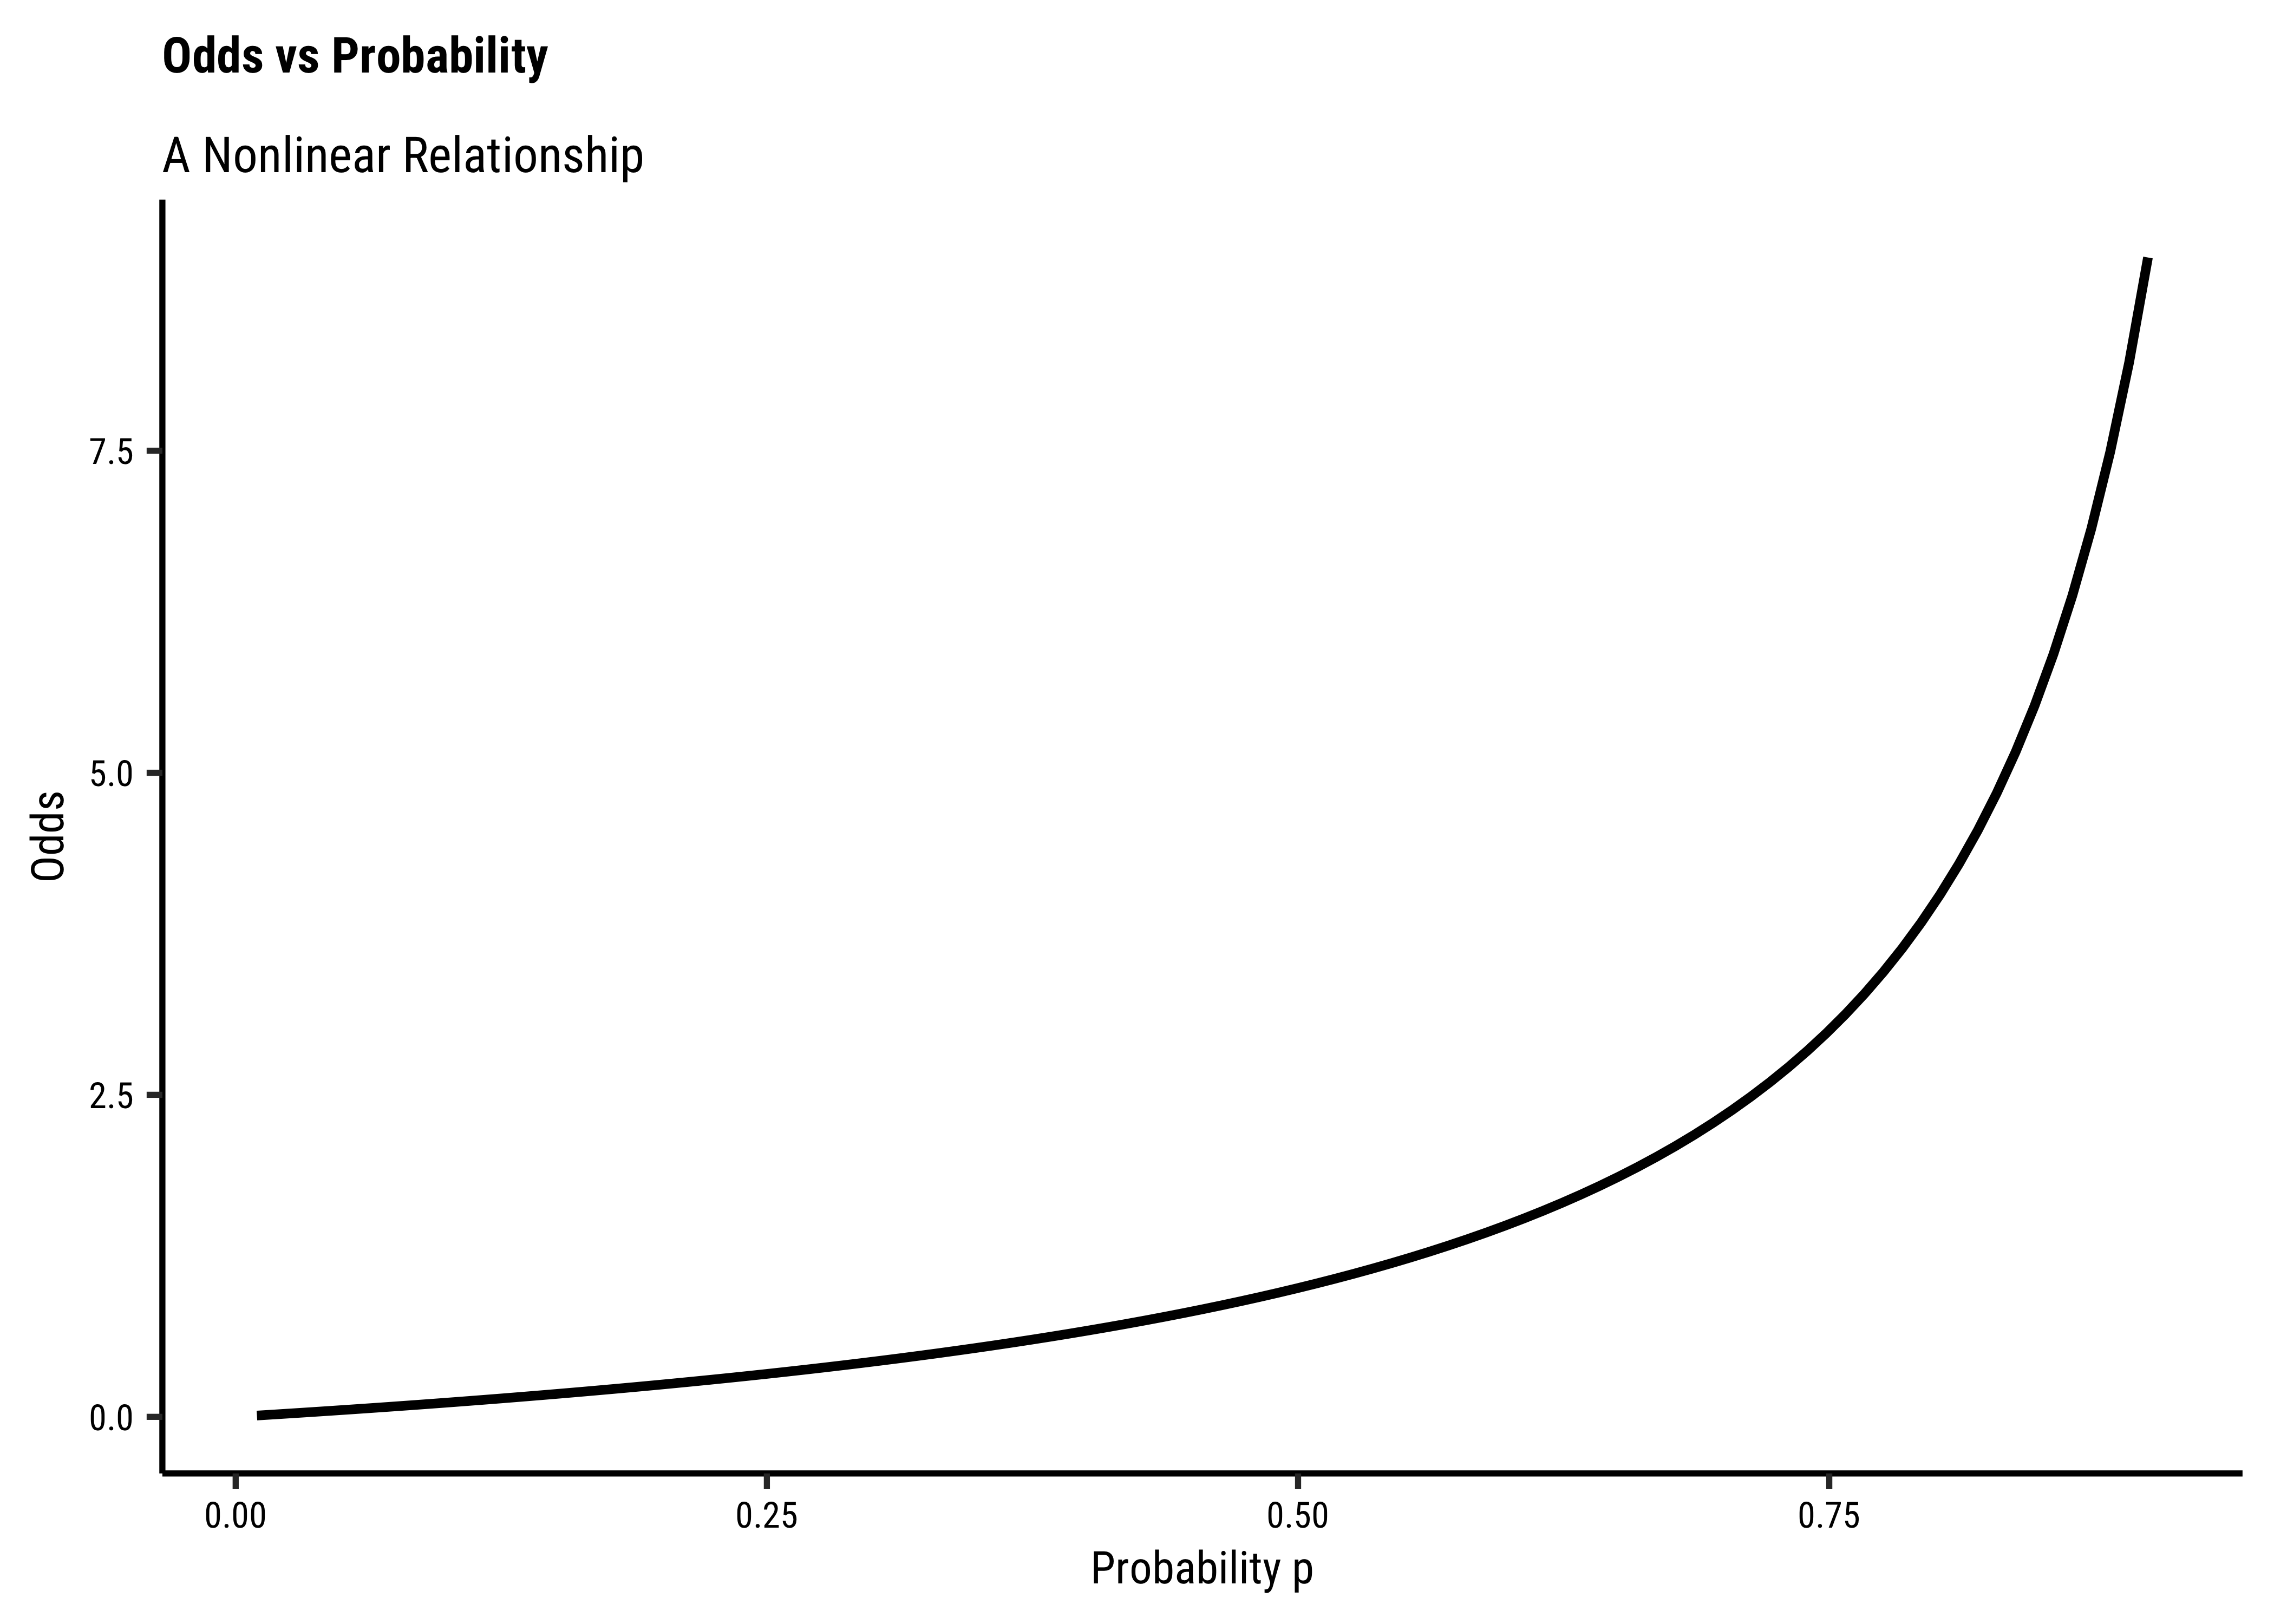 Odds vs Probability
A Nonlinear Relationship
Odds
7.5
5.0
2.5
0.0
0.00 0.25 0.50 0.75
Probability p